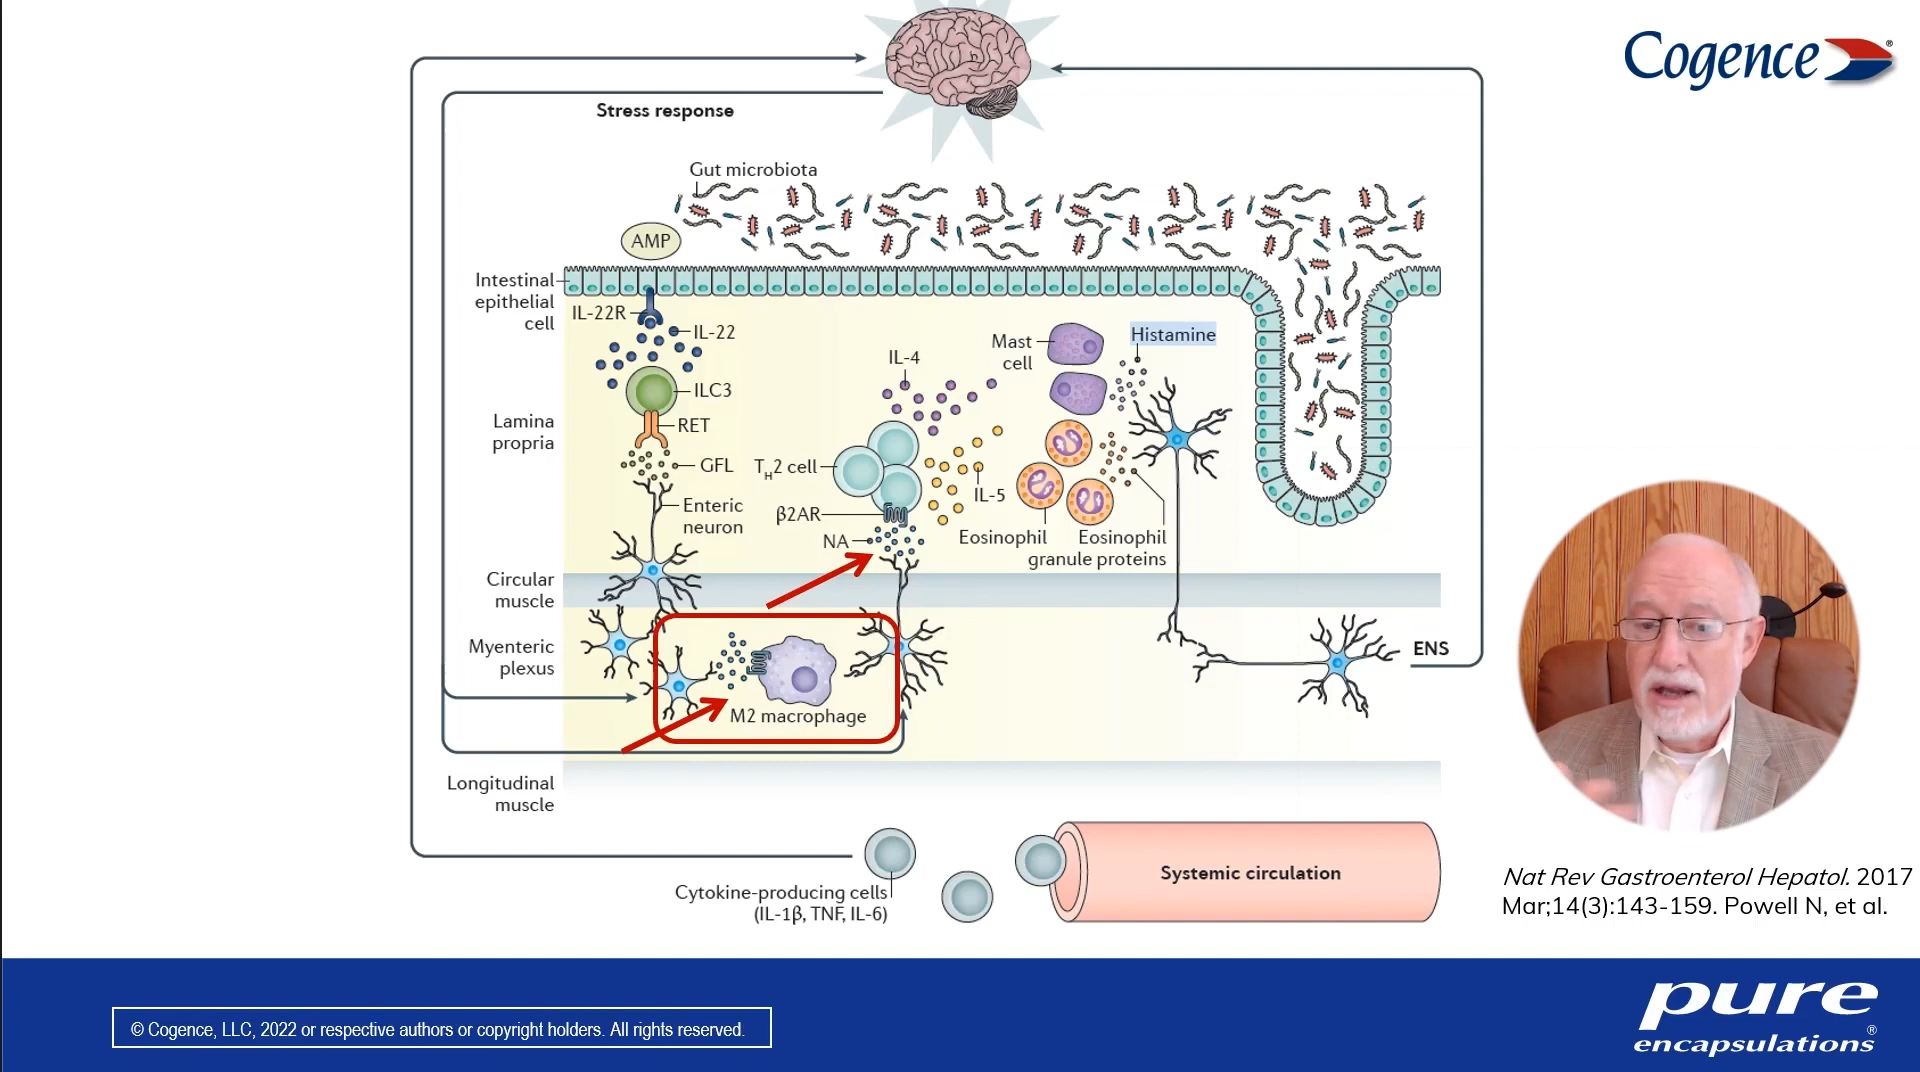 Cogence®
Stress response
Gut microbiota
AMP
Intestinal
epithelial
cell
IL-22R
IL-22
ILC3
RET
Lamina
propria
GFL
Enteric
neuron
IL-4
Mast
cell
Histamine
TH2 cell
IL-5
β2AR
NA
Eosinophil
Eosinophil
granule proteins
Circular
muscle
Myenteric
plexus
M2 macrophage
ENS
Longitudinal
muscle
Cytokine-producing cells
(IL-1β, TNF, IL-6)
Systemic circulation
Nat Rev Gastroenterol Hepatol. 2017
Mar;14(3):143-159. Powell N, et al.
© Cogence, LLC, 2022 or respective authors or copyright holders. All rights reserved.
pure
encapsulations®